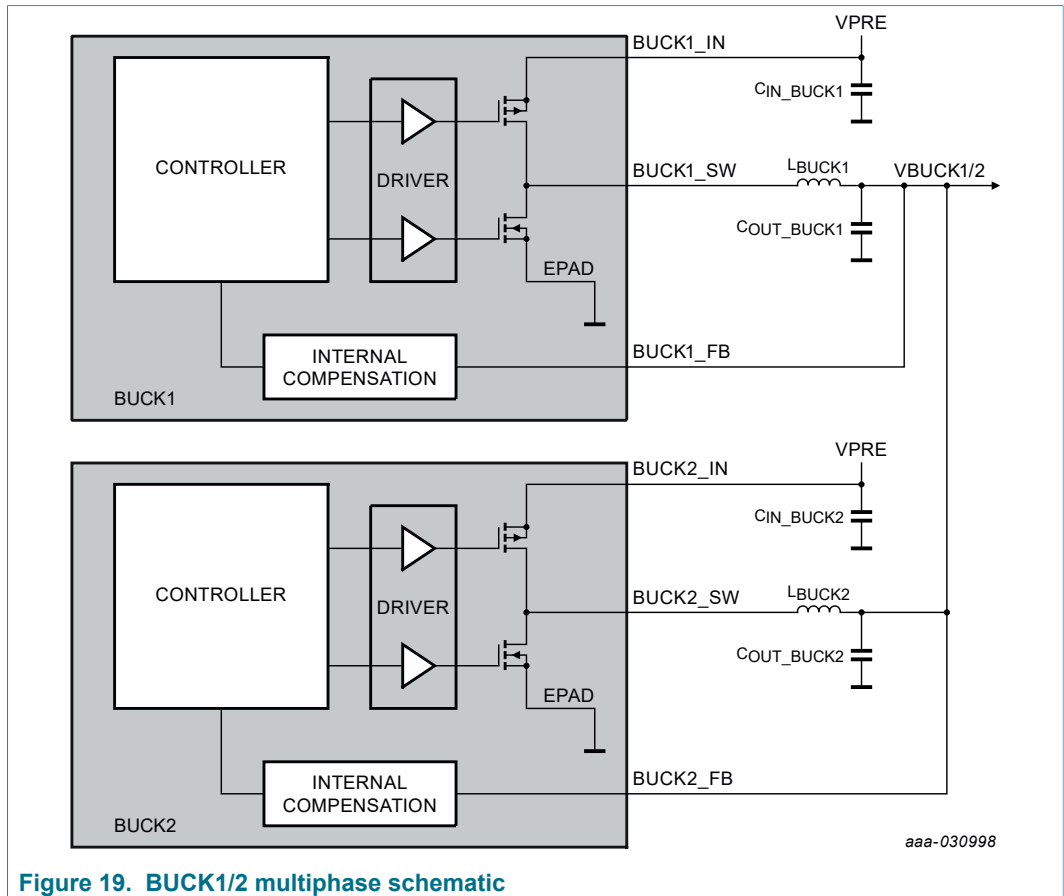 VPRE
BUCK1_IN
CIN_BUCK1
CONTROLLER
DRIVER
BUCK1_SW
LBUCK1
VBUCK1/2
COUT_BUCK1
EPAD
INTERNAL
COMPENSATION
BUCK1_FB
BUCK1
VPRE
BUCK2_IN
CIN_BUCK2
CONTROLLER
DRIVER
BUCK2_SW
LBUCK2
COUT_BUCK2
EPAD
INTERNAL
COMPENSATION
BUCK2_FB
BUCK2
aaa-030998
Figure 19. BUCK1/2 multiphase schematic